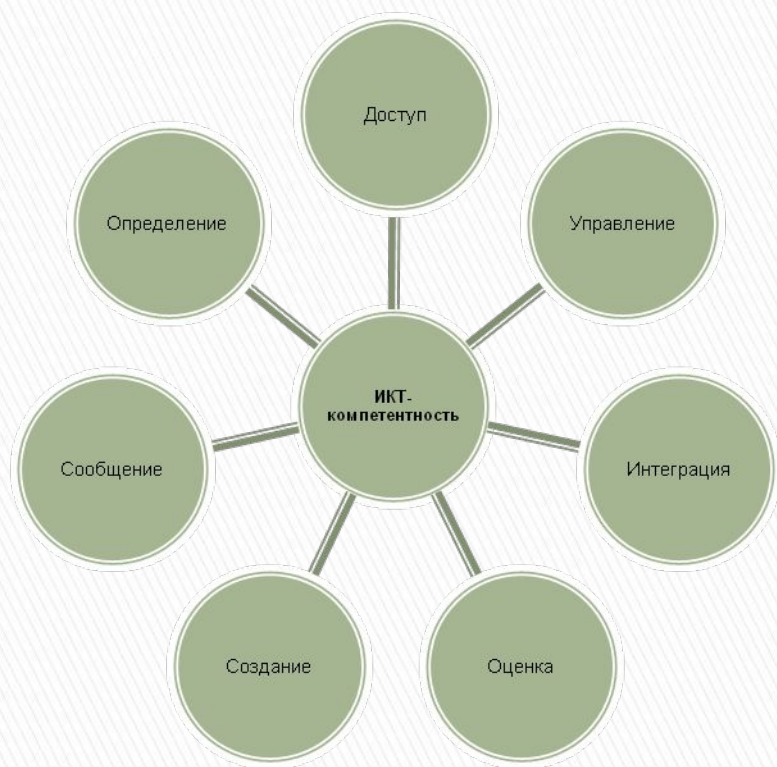 Доступ
Определение
Управление
ИКТ-
компетентность
Сообщение
Интеграция
Создание
Оценка